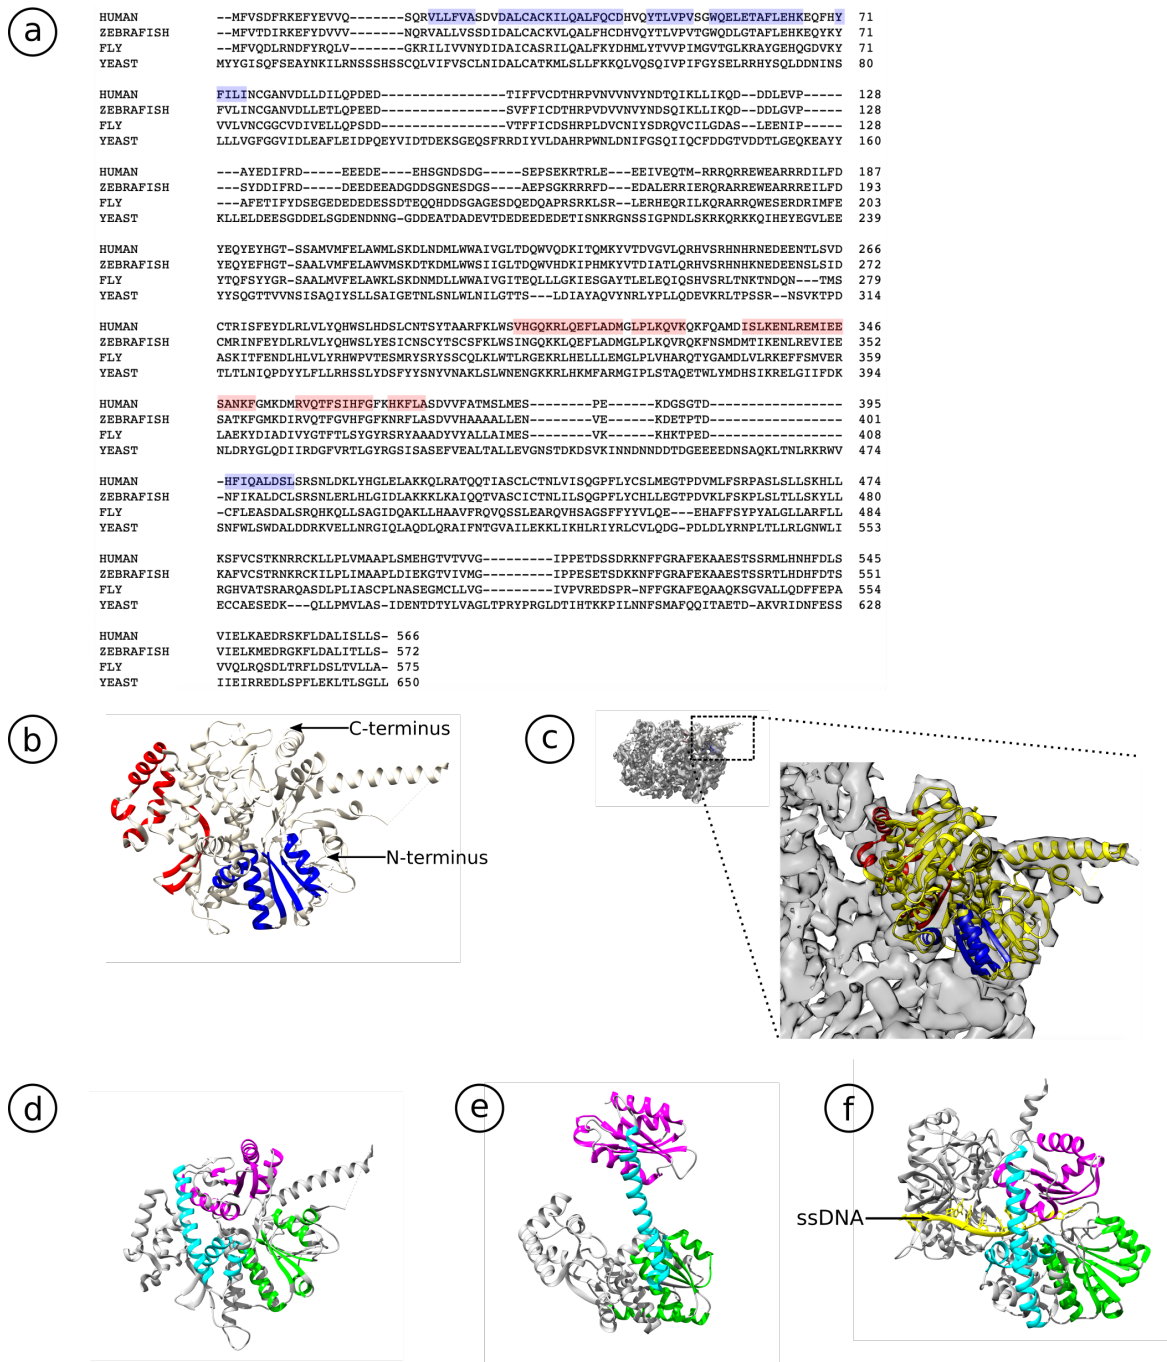 a
HUMAN --MFVSDFRKEFYEVVQ------SQRVLLFVASDVDALCACKILQALFQCDHVQYTLVPVSGWQELETAFLEHKEQFHY 71
ZEBRAFISH --MFVTDIRKEFYDVVV------NQRVALLVSSDIDALCACKVLQALFHCDHVQYTLVPVTGWQDLGTAFLEHKEQYKY 71
FLY --MFVQDLRNDFYRQLV------GKRILIVVNYDIDAICASRILQALFKYDHMLYTVVPIMGVTGLKRAYGEHQGDVKY 71
YEAST MYYGISQFSEAYNKILRNSSSHSSCQLVIFVSCLNIDALCATKMLSLLFKKQLVQSQIVPIFGYSELRRHYSQLDDNINS 80
HUMAN FILINCGANVDLLDILQPDED----------------TIFFVCDTHRPVNVVNVYNDTQIKLLIKQD--DDLEVP----- 128
ZEBRAFISH FVLINCGANVDLLETLQPEED----------------SVFFICDTHRPVDVVNVYNDSQIKLLIKQD--DDLGVP----- 128
FLY VVLVNCGGCVDIVELLQPSDD----------------VTFFICDSHRPLDVCNIYSDRQVCILGDAS--LEENIP----- 128
YEAST LLLVGFGGVIDLEAFLEIDPQEYVIDTDEKSGEQSFRRDIYVLDAHRPWNLDNIFGSQIIQCFDDGTVDDTLGEQKEAYY 160
HUMAN ---AYEDIFRD-----EEEDE---EHSGNDSDG----SEPSEKRTRLE---EEIVEQTM-RRRQRREWEARRRDILFD 187
ZEBRAFISH ---SYDDIFRD----DEEDEEADGDDSGNESDGS---AEPSGKRRRFD---EDALERRIERQRARREWEARRREILFD 193
FLY ---AFETIFYDSEGEDEDEDESSDTEQQHDDSGAGESDQEDQAPRSRKLSR---LERHEQRILKQRARRQWESERDRIMFE 203
YEAST KLLELDEESGDDELSGDENDNNG-GDDEATDADEVTDEDEEDEDETISNKRGNSSIGPNDLSKRKQRKKQIHEYEGVLEE 239
HUMAN YEQYEYHGT-SSAMVMFELAWMLSKDLNDMLWWAIVGLTDQWVQDKITQMKYVTDVGVLQRHVSRHNHRNEDEENTLSVD 266
ZEBRAFISH YEQYEFHGT-SAALVMFELAWVMSKDTKDMLWWSIIGLTDQWVHDKIPHMKYVTDIATLQRHVSRHNHKNEDEENSLSID 272
FLY YTQFSYYGR-SAALMVFELAWKLSKDNMDLLWWAIVGITEQLLLGKIESGAYTLELEQIQSHVSRLTNKTNDQN---TMS 279
YEAST YYSQGTTVVNSISAQIYSLLSAIGETNLSNLWLNILGTTS---LDIAYAQVYNRLYPLLQDEVKRLTPSSR--NSVKTPD 314
HUMAN CTRISFEYDLRLVLYQHWSLHDSLCNTSYTAARFKLWSVHGQKRLQEFLADMGLPLKQVKQKFQAMDISLKENLREMIEE 346
ZEBRAFISH CMRINFEYDLRLVLYQHWSLYESICNSCYTSCSFKLWSINGQKKLQEFLADMGLPLKQVRQKFNSMDMTIKENLREVIEE 352
FLY ASKITFENDLHLVLYRHWPVTESMRYSRYSSCQLKLWTLRGEKRLHELLLEMGLPLVHARQTYGAMDLVLRKEFFSMVER 359
YEAST TLTLNIQPDYYLFLLRHSSLYDSFYYSNYVNAKLSLWNENGKKRLHKMFARMGIPLSTAQETWLYMDHSIKRELGIIFDK 394
HUMAN SANKFGMKDMRVQTFSIHFGFKHKFLASDVVFATMSLMES--------PE---KDGSGTD----------------- 395
ZEBRAFISH SATKFGMKDIRVQTFGVHFGFKNRFLASDVVHAAAALLEN--------VK---EDETPTD----------------- 401
FLY LAEKYDIADIVYGTFTLSYGYRSRYAAADYVYALLAIMES--------VK---KHKTPED----------------- 408
YEAST NLDRYGLQDIIRDGFVRTLGYRGSISASEFVEALTALLEVGNSTDKDSVKINNDNNDDTDGEEEEDNSAQKLTNLRKRWV 474
HUMAN -HFIQALDSLSRSNLDKLYHGLELAKKQLRATQQTIASCLCTNLVISQGPFLYCSLMEGTPDVMLFSRPASLSLLSKHLL 474
ZEBRAFISH -NFIKALDCLSRSNLERLHLGIDLAKKKLKAIQQTVASCICTNLILSQGPFLYCHLLEGTPDVLLFSKPLSLTLLSKYLL 480
FLY -CFLEASDALSRQHKQLLSAGIDQAKLLHAAVFRQVQSSLEARQVHSAGSFFYYVLQE---EHAFFSYPYALGLLARFLL 484
YEAST SNFWLSWDALDDRKVELLNRGIQLAQDLQRAIFNTGVAILEKKLIKHLRIYRLCVLQDG-PDLDLYRNPLTLLRLGNWLI 553
HUMAN KSFVCSTKNRRCKLLPLVMAAPLSMEHGTVTVVG---------IPPETDSSDRKNFFGRAFEKAAESTSSRMLHNHFDLS 545
ZEBRAFISH KAFVCSTRNKRCKILPLIMAAPLDIEKGTVIVMG---------IPPESETSDKKNFFGRAFEKAAESTSSRTLHDHFDTS 551
FLY RGHVATSRARQASDLPLIASCPLNASEGMCLLVG---------IVPVREDSPR-NFFGKAFEQAAQKSGVALLQDFFEPA 554
YEAST ECCAESEDK---QLLPMVLAS-IDENTDTYLVAGLTPRYPRGLDTIHTKKPILNNFSMAFQQITAETD-AKVRIDNFESS 628
HUMAN VIELKAEDRSKFLDALISLLS- 566
ZEBRAFISH VIELKMEDRGKFLDALITLLS- 572
FLY VVQLRQSDLTRFLDSLTVLLA- 575
YEAST IIEIRREDLSPFLEKLTLSGLL 650
b
C-terminus
N-terminus
c
d
e
f
ssDNA